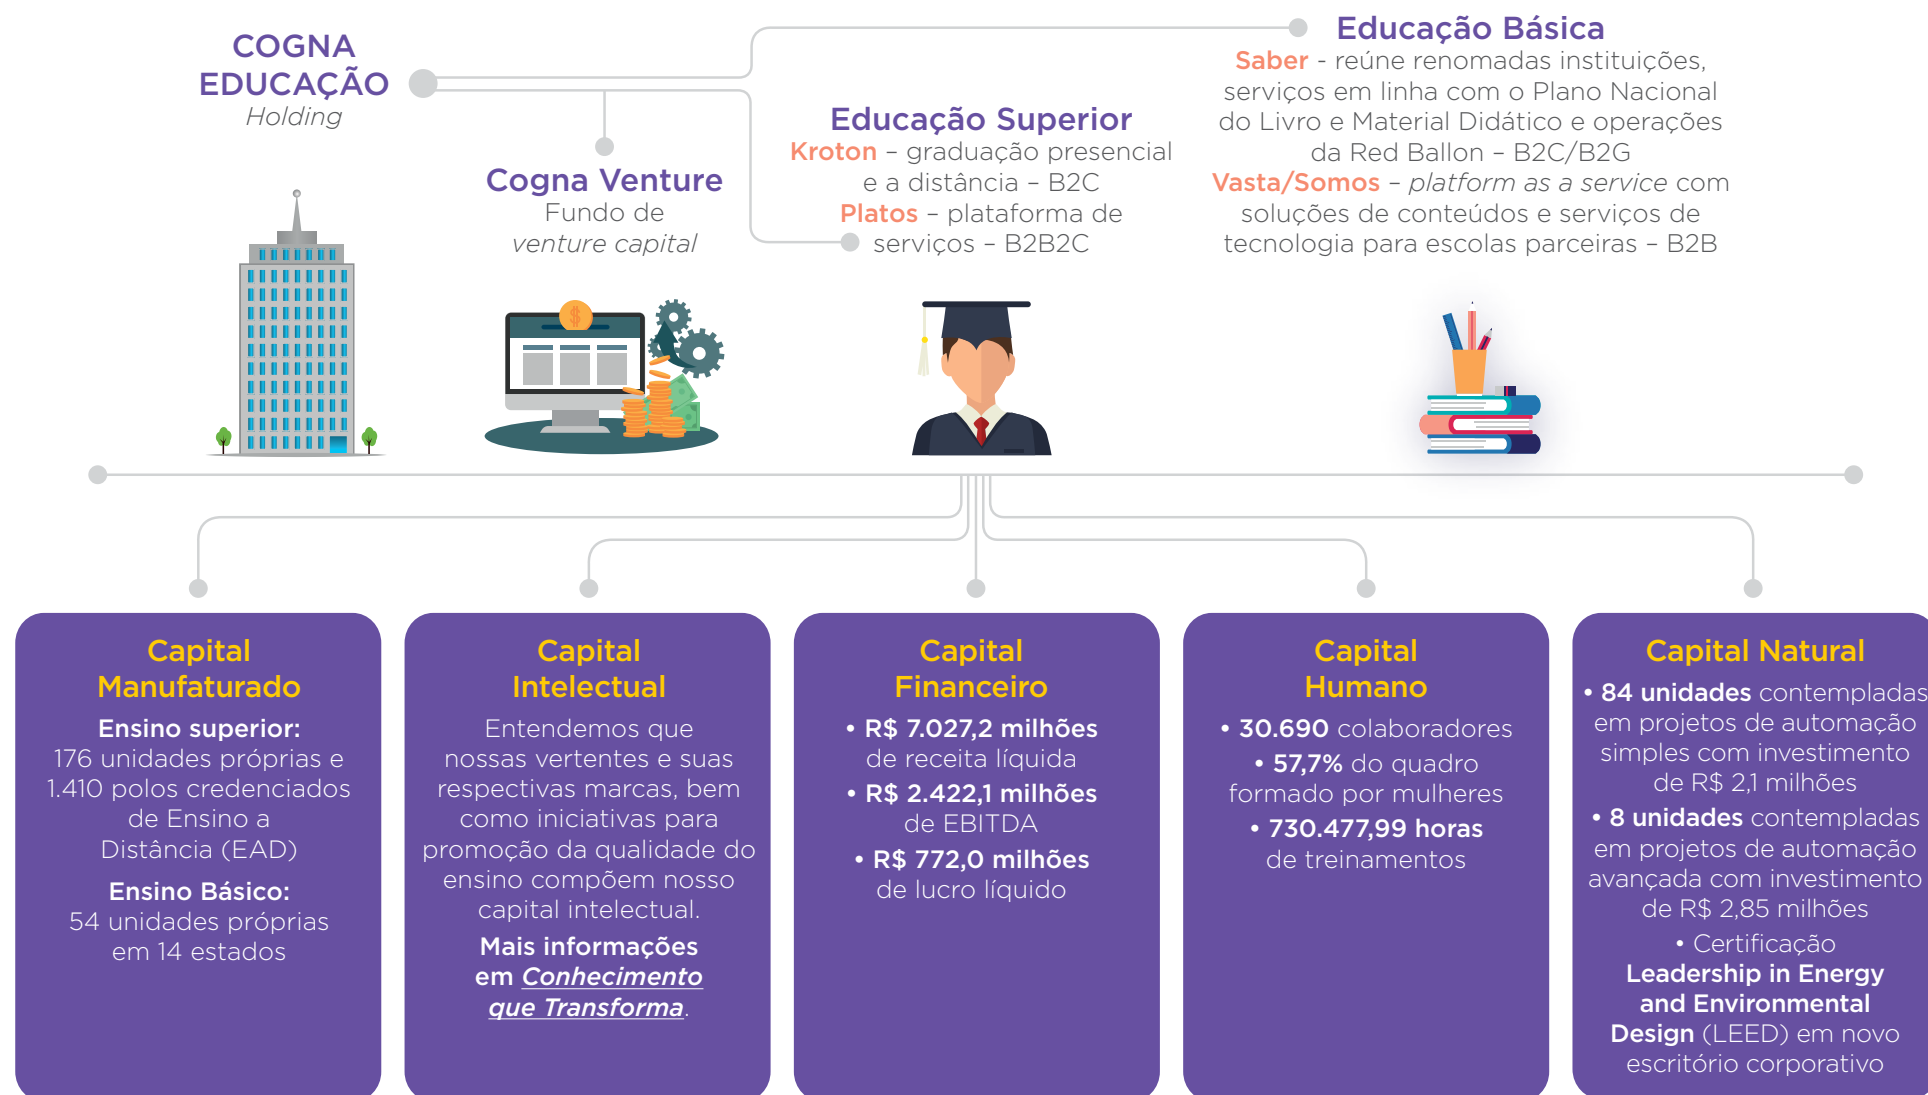 COGNA
EDUCAÇÃO
Holding
Cogna Venture
Fundo de
venture capital
Educação Superior
Kroton – graduação presencial
e a distância – B2C
Platos – plataforma de
serviços – B2B2C
Educação Básica
Saber - reúne renomadas instituições,
serviços em linha com o Plano Nacional
do Livro e Material Didático e operações
da Red Ballon – B2C/B2G
Vasta/Somos – platform as a service com
soluções de conteúdos e serviços de
tecnologia para escolas parceiras – B2B
Capital
Manufaturado
Ensino superior:
176 unidades próprias e
1.410 polos credenciados
de Ensino a
Distância (EAD)
Ensino Básico:
54 unidades próprias
em 14 estados
Capital
Intelectual
Entendemos que
nossas vertentes e suas
respectivas marcas, bem
como iniciativas para
promoção da qualidade do
ensino compõem nosso
capital intelectual.
Mais informações
em Conhecimento
que Transforma.
Capital
Financeiro
• R$ 7.027,2 milhões
de receita líquida
• R$ 2.422,1 milhões
de EBITDA
• R$ 772,0 milhões
de lucro líquido
Capital
Humano
• 30.690 colaboradores
• 57,7% do quadro
formado por mulheres
• 730.477,99 horas
de treinamentos
Capital Natural
• 84 unidades contempladas
em projetos de automação
simples com investimento
de R$ 2,1 milhões
• 8 unidades contempladas
em projetos de automação
avançada com investimento
de R$ 2,85 milhões
• Certificação
Leadership in Energy
and Environmental
Design (LEED) em novo
escritório corporativo